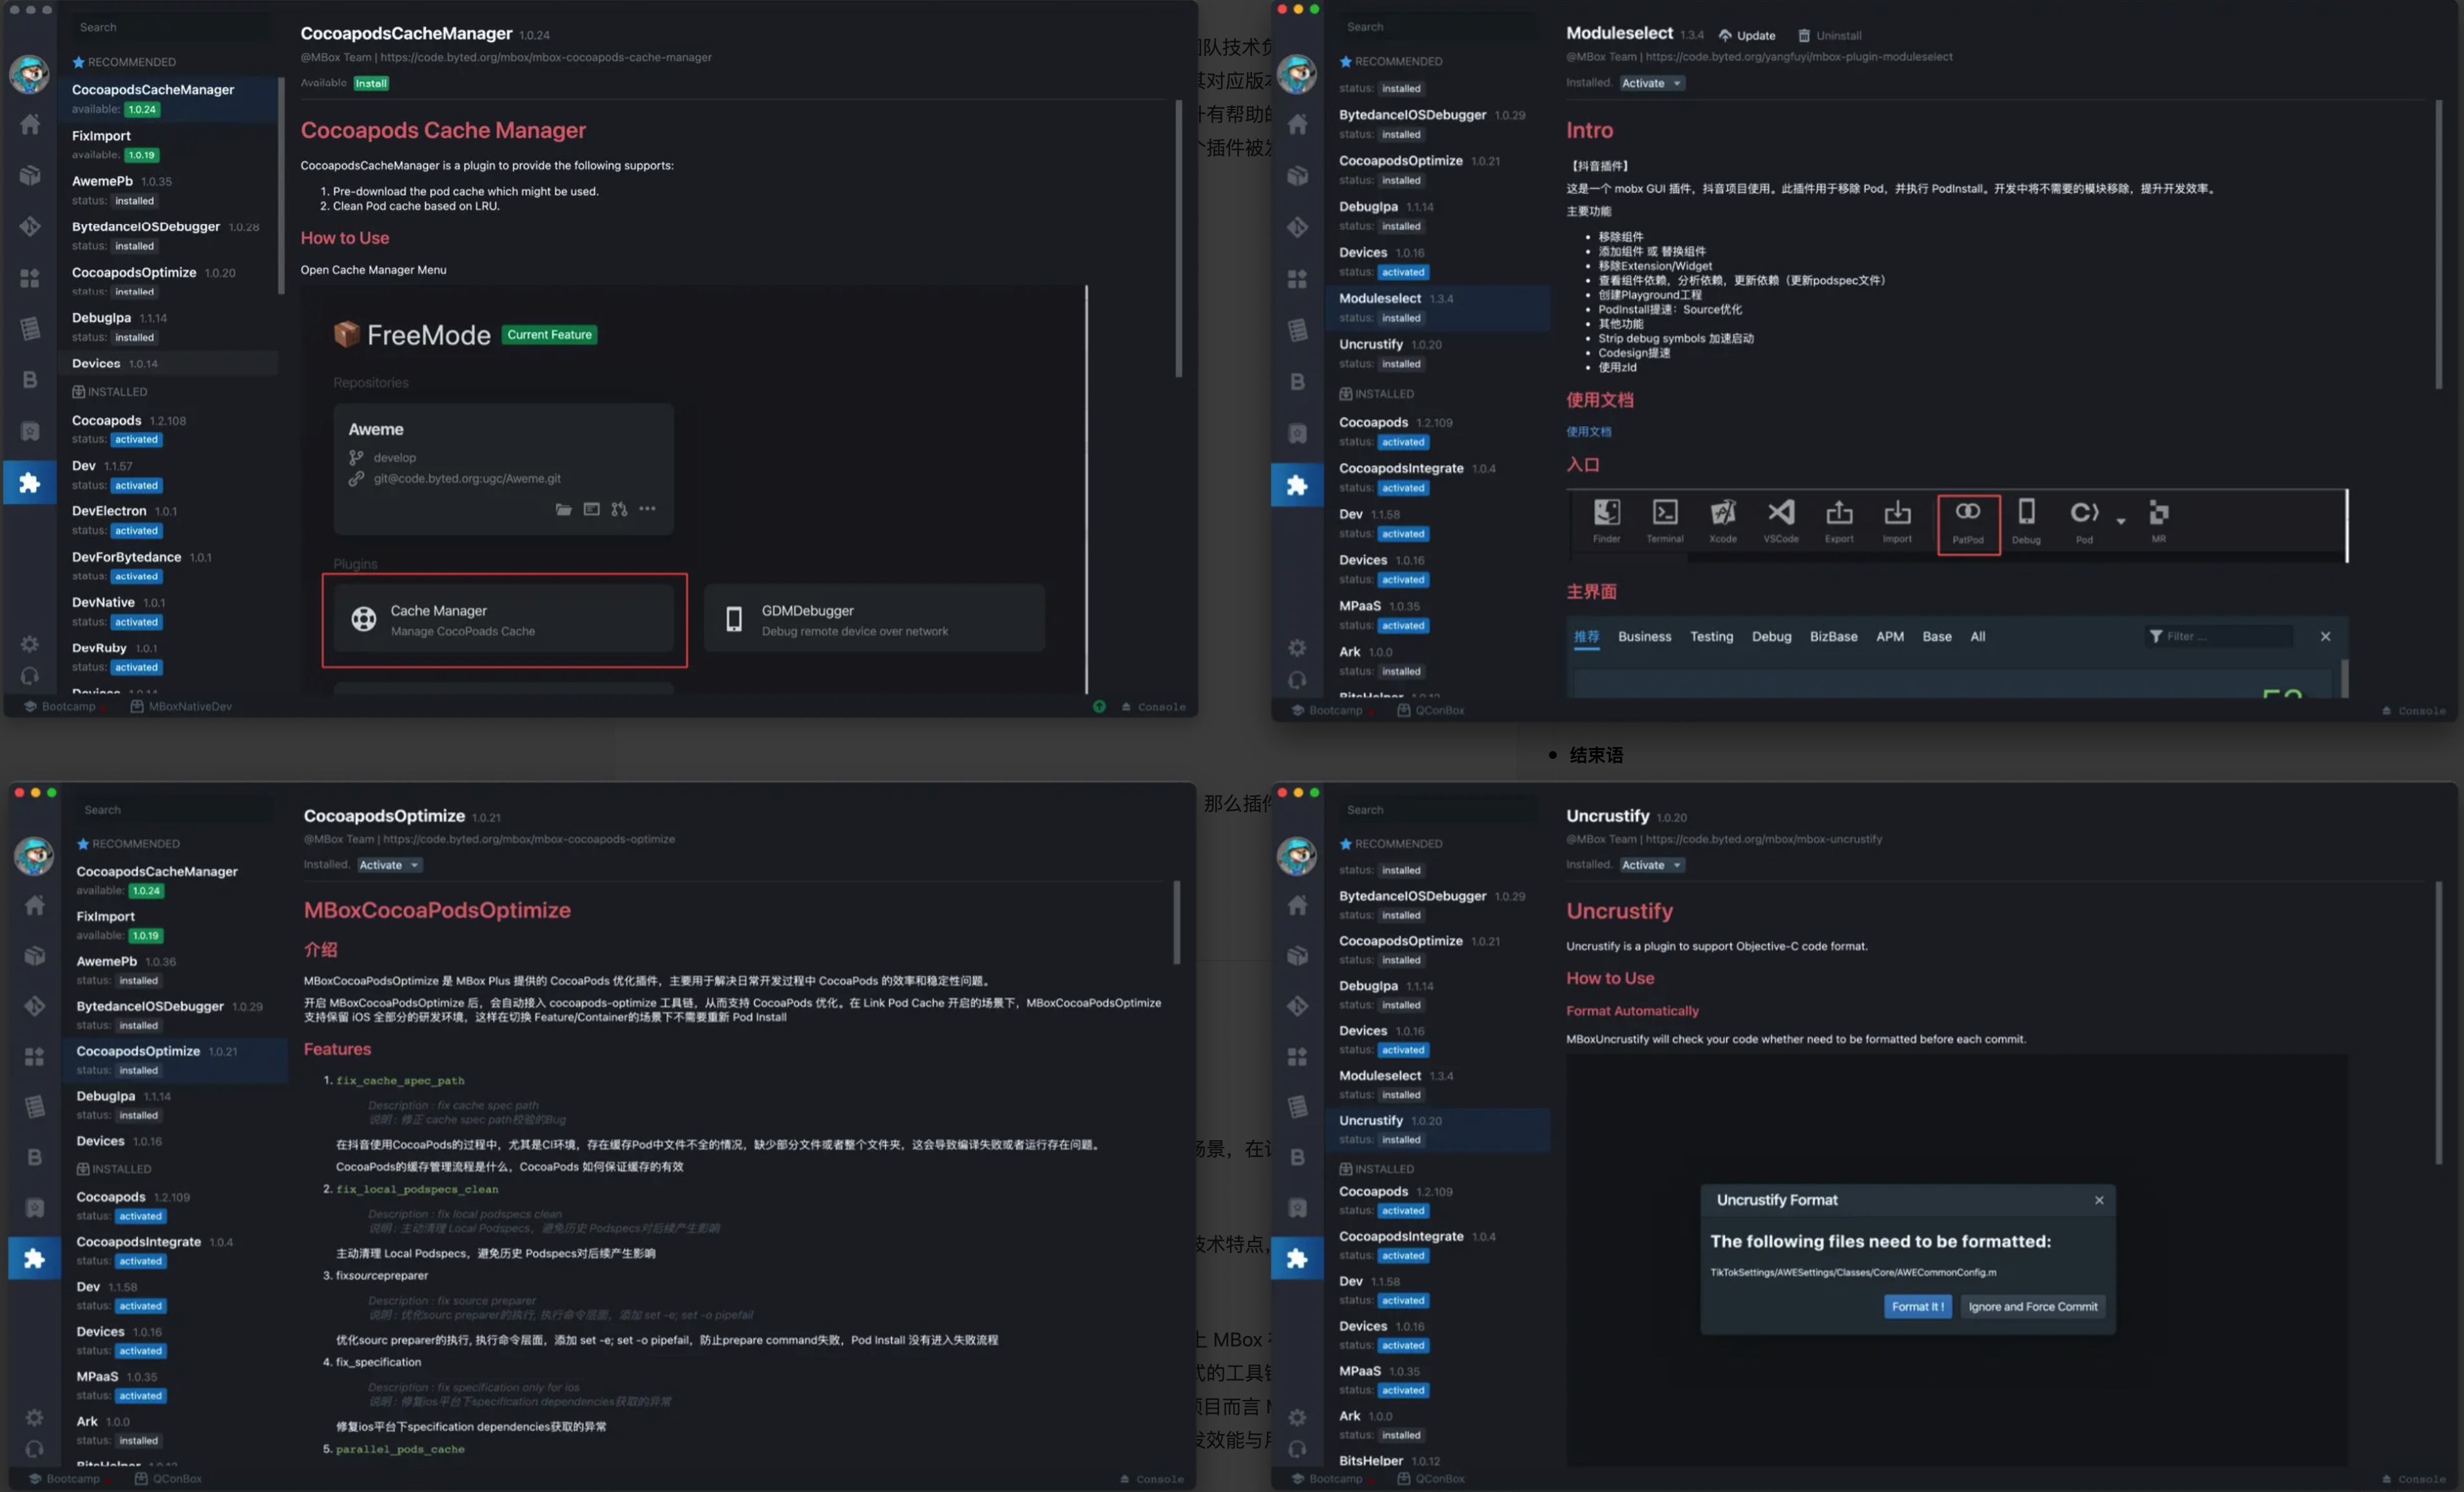 Search
RECOMMENDED
CocoapodsCacheManager
available: 1.0.24
FixImport
available: 1.0.19
AwemePb 1.0.35
status: installed
BytedanceIOSDebugger 1.0.28
status: installed
CocoapodsOptimize 1.0.20
status: installed
DebugIpa 1.1.14
status: installed
Devices 1.0.14
INSTALLED
Cocoapods 1.2.108
status: activated
Dev 1.1.57
status: activated
DevElectron 1.0.1
status: activated
DevForBytedance 1.0.1
status: activated
DevNative 1.0.1
status: activated
DevRuby 1.0.1
status: activated
Bootcamp
MBoxNativeDev
Console
CocoapodsCacheManager 1.0.24
@MBox Team | https://code.byted.org/mbox/mbox-cocoapods-cache-manager
Available Install
Cocoapods Cache Manager
CocoapodsCacheManager is a plugin to provide the following supports:
1. Pre-download the pod cache which might be used.
2. Clean Pod cache based on LRU.
How to Use
Open Cache Manager Menu
FreeMode Current Feature
Repositories
Aweme
develop
git@code.byted.org:ugc/Aweme.git
Plugins
Cache Manager
Manage CocoPoads Cache
GDMDebugger
Debug remote device over network
Search
RECOMMENDED
status: installed
BytedanceIOSDebugger 1.0.29
status: installed
CocoapodsOptimize 1.0.21
status: installed
DebugIpa 1.1.14
status: installed
Devices 1.0.16
status: activated
Moduleselect 1.3.4
status: installed
Uncrustify 1.0.20
status: installed
INSTALLED
Cocoapods 1.2.109
status: activated
CocoapodsIntegrate 1.0.4
status: activated
Dev 1.1.58
status: activated
Devices 1.0.16
status: activated
MPaaS 1.0.35
status: activated
Ark 1.0.0
status: installed
BitsHelper 1.0.12
Bootcamp
QConBox
Console
Moduleselect 1.3.4 Update Uninstall
@MBox Team | https://code.byted.org/yangfuyi/mbox-plugin-moduleselect
Installed. Activate
Intro
【抖音插件】
这是一个 mobx GUI 插件，抖音项目使用。此插件用于移除 Pod，并执行 PodInstall。开发中将不需要的模块移除，提升开发效率。
主要功能
• 移除组件
• 添加组件 或 替换组件
• 移除Extension/Widget
• 查看组件依赖，分析依赖，更新依赖（更新podspec文件）
• 创建Playground工程
• PodInstall提速：Source优化
• 其他功能
• Strip debug symbols 加速启动
• Codesign提速
• 使用zld
使用文档
使用文档
入口
Finder Terminal Xcode VSCode Export Import PatPod Debug Pod MR
主界面
推荐 Business Testing Debug BizBase APM Base All Filter ...
• 结束语
Search
RECOMMENDED
CocoapodsCacheManager
available: 1.0.24
FixImport
available: 1.0.19
AwemePb 1.0.36
status: installed
BytedanceIOSDebugger 1.0.29
status: installed
CocoapodsOptimize 1.0.21
status: installed
DebugIpa 1.1.14
status: installed
Devices 1.0.16
INSTALLED
Cocoapods 1.2.109
status: activated
CocoapodsIntegrate 1.0.4
status: activated
Dev 1.1.58
status: activated
Devices 1.0.16
status: activated
MPaaS 1.0.35
status: activated
Ark 1.0.0
status: installed
BitsHelper 1.0.12
Bootcamp
QConBox
Console
CocoapodsOptimize 1.0.21
@MBox Team | https://code.byted.org/mbox/mbox-cocoapods-optimize
Installed. Activate
MBoxCocoaPodsOptimize
介绍
MBoxCocoaPodsOptimize 是 MBox Plus 提供的 CocoaPods 优化插件，主要用于解决日常开发过程中 CocoaPods 的效率和稳定性问题。
开启 MBoxCocoaPodsOptimize 后，会自动接入 cocoapods-optimize 工具链，从而支持 CocoaPods 优化。在 Link Pod Cache 开启的场景下，MBoxCocoaPodsOptimize
支持保留 iOS 全部分的研发环境，这样在切换 Feature/Container的场景下不需要重新 Pod Install
Features
1. fix_cache_spec_path
Description : fix cache spec path
说明 : 修正 cache spec path校验的Bug
在抖音使用CocoaPods的过程中，尤其是CI环境，存在缓存Pod中文件不全的情况，缺少部分文件或者整个文件夹，这会导致编译失败或者运行存在问题。
CocoaPods的缓存管理流程是什么，CocoaPods 如何保证缓存的有效
2. fix_local_podspecs_clean
Description : fix local podspecs clean
说明 : 主动清理 Local Podspecs，避免历史 Podspecs对后续产生影响
主动清理 Local Podspecs，避免历史 Podspecs对后续产生影响
3. fixsourcepreparer
Description : fix source preparer
说明 : 优化sourc preparer的执行, 执行命令层面，添加 set -e; set -o pipefail
优化sourc preparer的执行, 执行命令层面，添加 set -e; set -o pipefail，防止prepare command失败，Pod Install 没有进入失败流程
4. fix_specification
Description : fix specification only for ios
说明 : 修复ios平台下specification dependencies获取的异常
修复ios平台下specification dependencies获取的异常
5. parallel_pods_cache
那么插件
Search
RECOMMENDED
status: installed
BytedanceIOSDebugger 1.0.29
status: installed
CocoapodsOptimize 1.0.21
status: installed
DebugIpa 1.1.14
status: installed
Devices 1.0.16
status: activated
Moduleselect 1.3.4
status: installed
Uncrustify 1.0.20
status: installed
INSTALLED
Cocoapods 1.2.109
status: activated
CocoapodsIntegrate 1.0.4
status: activated
Dev 1.1.58
status: activated
Devices 1.0.16
status: activated
MPaaS 1.0.35
status: activated
Ark 1.0.0
status: installed
BitsHelper 1.0.12
Bootcamp
QConBox
Console
Uncrustify 1.0.20
@MBox Team | https://code.byted.org/mbox/mbox-uncrustify
Installed. Activate
Uncrustify
Uncrustify is a plugin to support Objective-C code format.
How to Use
Format Automatically
MBoxUncrustify will check your code whether need to be formatted before each commit.
Uncrustify Format
The following files need to be formatted:
TikTokSettings/AWESettings/Classes/Core/AWECommonConfig.m
Format It !
Ignore and Force Commit